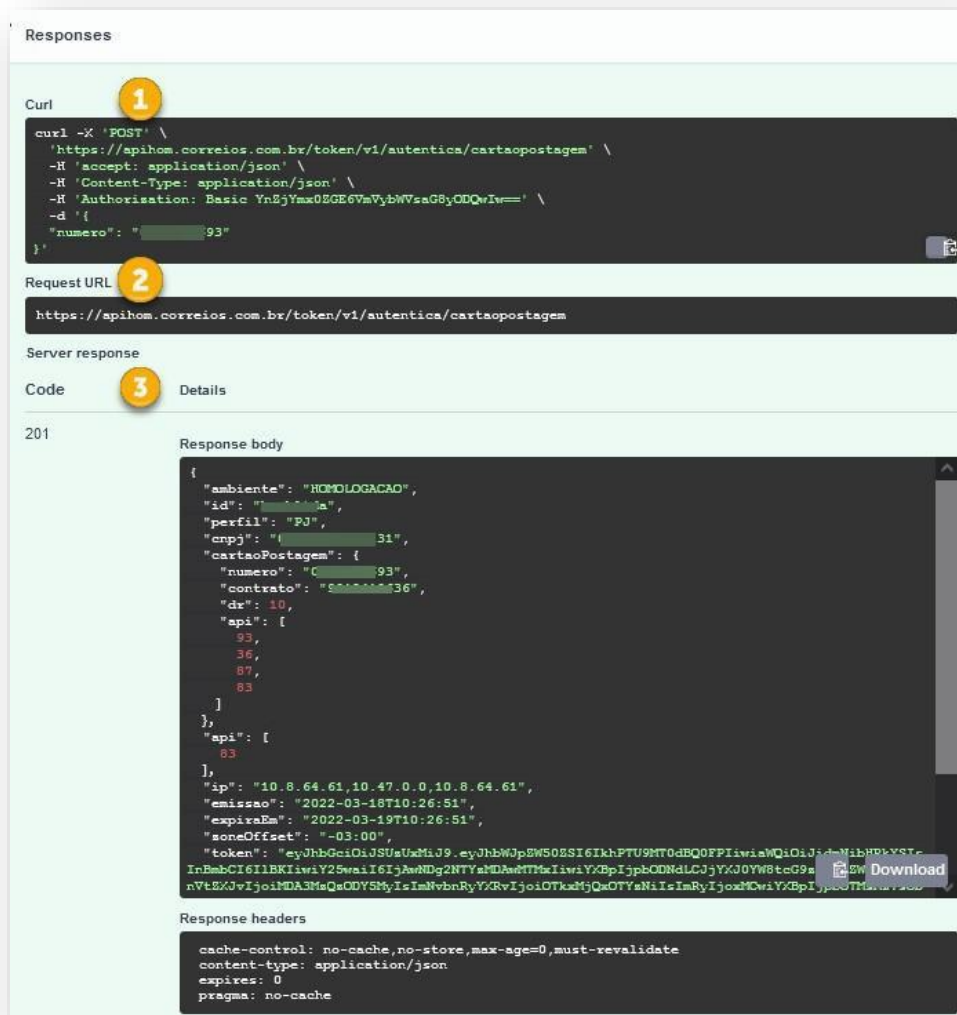 Responses
Curl 1
curl -X 'POST' \
'https://apihom.correios.com.br/token/v1/autentica/cartaopostagem' \
-H 'accept: application/json' \
-H 'Content-Type: application/json' \
-H 'Authorization: Basic
-d '{
"numero": " 93"
}'
Request URL 2
https://apihom.correios.com.br/token/v1/autentica/cartaopostagem
Server response
Code 3 Details
201
Response body
{
"ambiente": "HOMOLOGACAO",
"id": " a",
"perfil": "PJ",
"cnpj": " 31",
"cartaoPostagem": {
"numero": " 93",
"contrato": " 36",
"dr": 10,
"api": [
93,
36,
87,
83
]
},
"api": [
83
],
"ip": "10.8.64.61,10.47.0.0,10.8.64.61",
"emissao": "2022-03-18T10:26:51",
"expiraEm": "2022-03-19T10:26:51",
"zoneOffset": "-03:00",
"token":
Download
Response headers
cache-control: no-cache,no-store,max-age=0,must-revalidate
content-type: application/json
expires: 0
pragma: no-cache